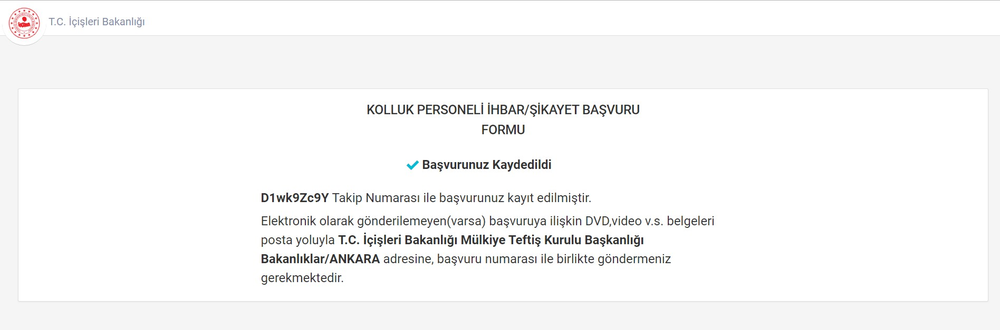 T.C. İçişleri Bakanlığı
KOLLUK PERSONELİ İHBAR/ŞİKAYET BAŞVURU
FORMU
Başvurunuz Kaydedildi
D1wk9Zc9Y Takip Numarası ile başvurunuz kayıt edilmiştir.
Elektronik olarak gönderilemeyen(varsa) başvuruya ilişkin DVD,video v.s. belgeleri
posta yoluyla T.C. İçişleri Bakanlığı Mülkiye Teftiş Kurulu Başkanlığı
Bakanlıklar/ANKARA adresine, başvuru numarası ile birlikte göndermeniz
gerekmektedir.